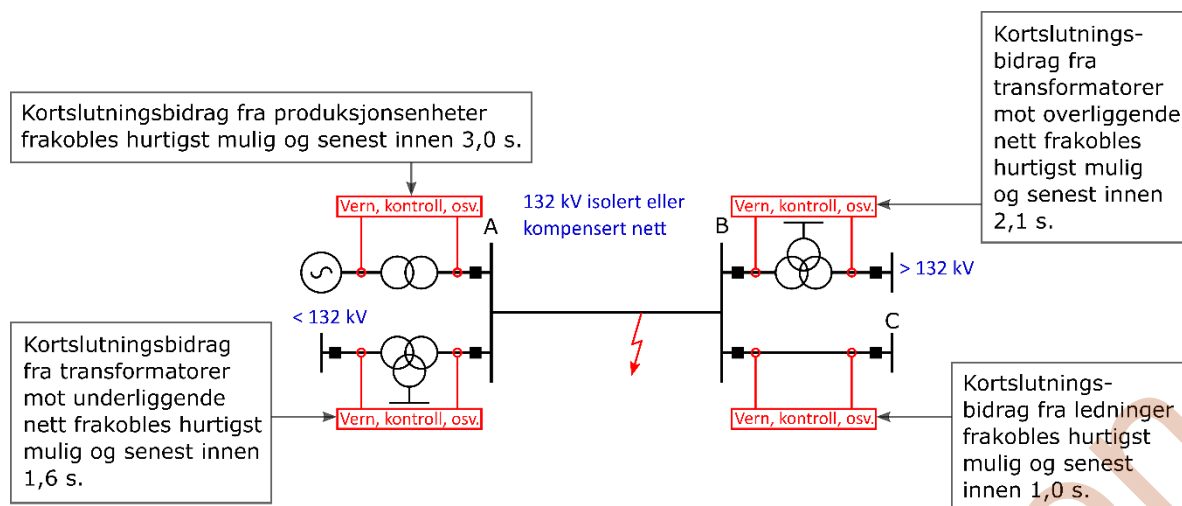 Kortslutningsbidrag fra produksjonsenheter
frakobles hurtigst mulig og senest innen 3,0 s.
Kortslutnings-
bidrag fra
transformatorer
mot overliggende
nett frakobles
hurtigst mulig
og senest innen
2,1 s.
Vern, kontroll, osv.
A
132 kV isolert eller
kompensert nett
B
Vern, kontroll, osv.
> 132 kV
< 132 kV
C
Kortslutningsbidrag
fra transformatorer
mot underliggende
nett frakobles hurtigst
mulig og senest innen
1,6 s.
Vern, kontroll, osv.
Vern, kontroll, osv.
Kortslutnings-
bidrag fra ledninger
frakobles hurtigst
mulig og senest
innen 1,0 s.